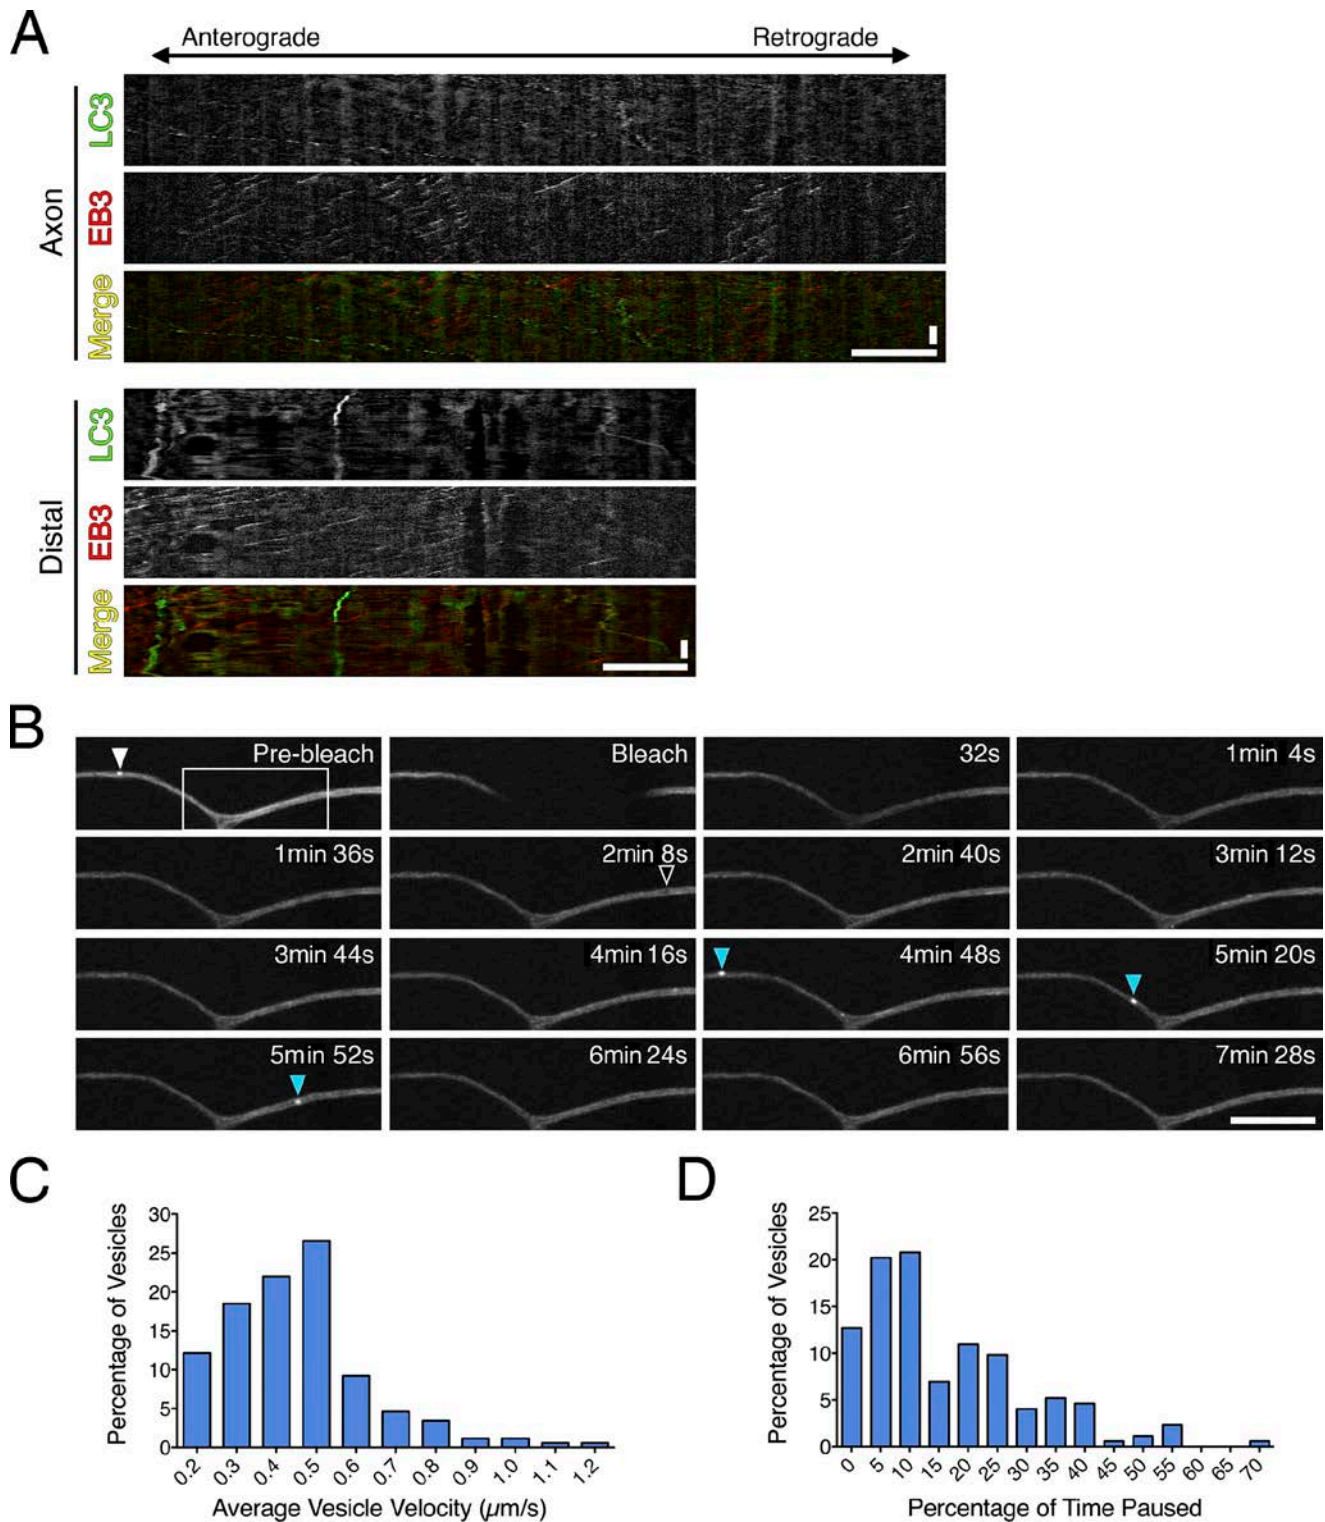 A
Anterograde
Retrograde
Axon
LC3
EB3
Merge
Distal
LC3
EB3
Merge
B
Pre-bleach
Bleach
32s
1min 4s
1min 36s
2min 8s
2min 40s
3min 12s
3min 44s
4min 16s
4min 48s
5min 20s
5min 52s
6min 24s
6min 56s
7min 28s
C
Percentage of Vesicles
30
25
20
15
10
5
0
0.2 0.3 0.4 0.5 0.6 0.7 0.8 0.9 1.0 1.1 1.2
Average Vesicle Velocity (μm/s)
D
Percentage of Vesicles
25
20
15
10
5
0
0 5 10 15 20 25 30 35 40 45 50 55 60 65 70
Percentage of Time Paused